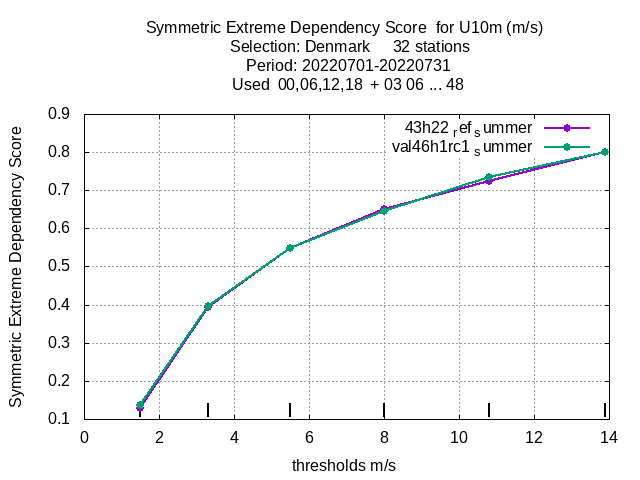 Symmetric Extreme Dependency Score for U10m (m/s)
Selection: Denmark 32 stations
Period: 20220701-20220731
Used 00,06,12,18 + 03 06 ... 48
43h22 ref summer
val46h1rc1 summer
Symmetric Extreme Dependency Score
0.9
0.8
0.7
0.6
0.5
0.4
0.3
0.2
0.1
0 2 4 6 8 10 12 14
thresholds m/s